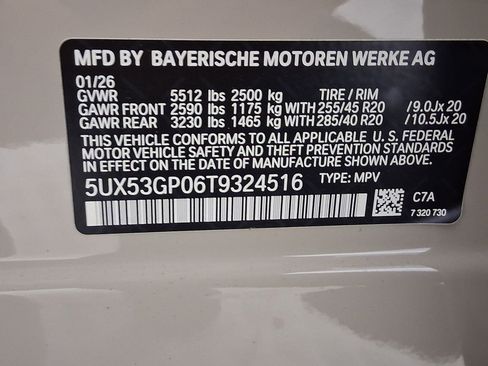 MFD BY BAYERISCHE MOTOREN WERKE AG
01/26
GVWR 5512 lbs 2500 kg TIRE / RIM
GAWR FRONT 2590 lbs 1175 kg WITH 255/45 R20 /9.0Jx 20
GAWR REAR 3230 lbs 1465 kg WITH 285/40 R20 /10.5Jx 20
THIS VEHICLE CONFORMS TO ALL APPLICABLE U. S. FEDERAL
MOTOR VEHICLE SAFETY AND THEFT PREVENTION STANDARDS
IN EFFECT ON THE DATE OF MANUFACTURE SHOWN ABOVE.
5UX53GP06T9324516 TYPE: MPV
C7A
7 320 730